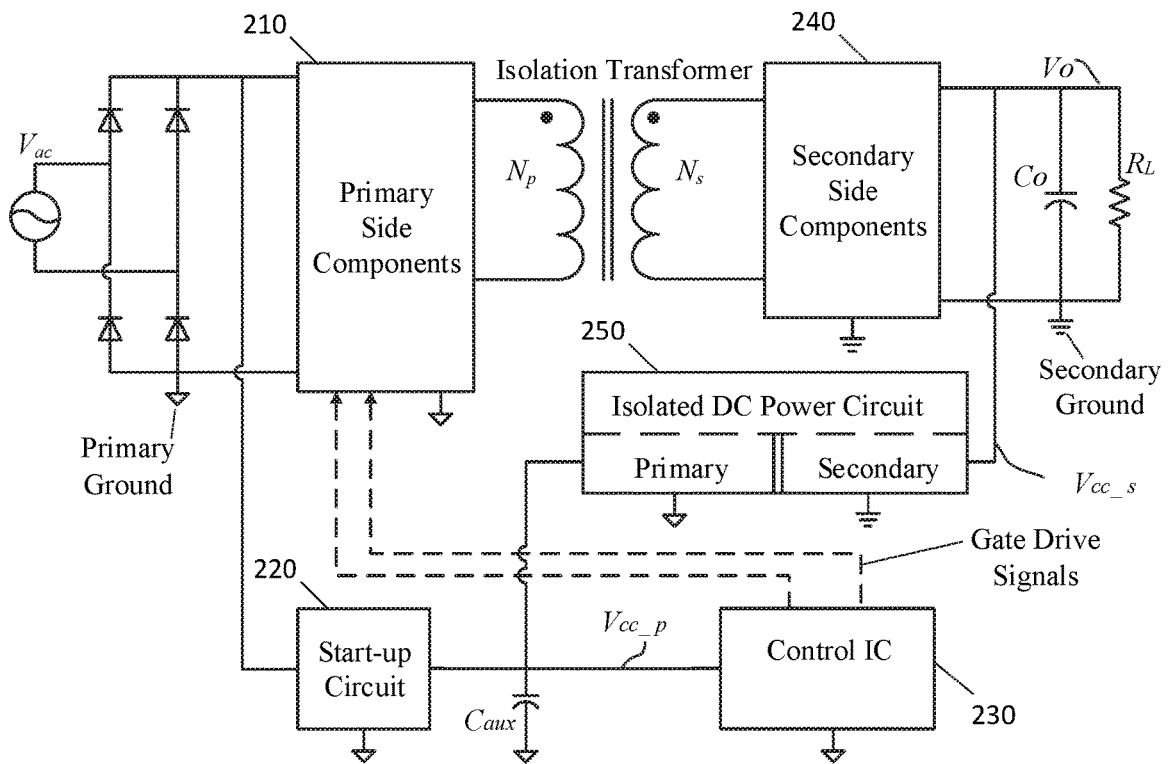 210
240
Isolation Transformer
Vo
Vac
Np
Ns
Primary
Side
Components
Secondary
Side
Components
Co
RL
250
Secondary
Ground
Isolated DC Power Circuit
Primary
Ground
Primary
Secondary
Vcc_s
Gate Drive
Signals
220
Vcc_p
Start-up
Circuit
Control IC
Caux
230